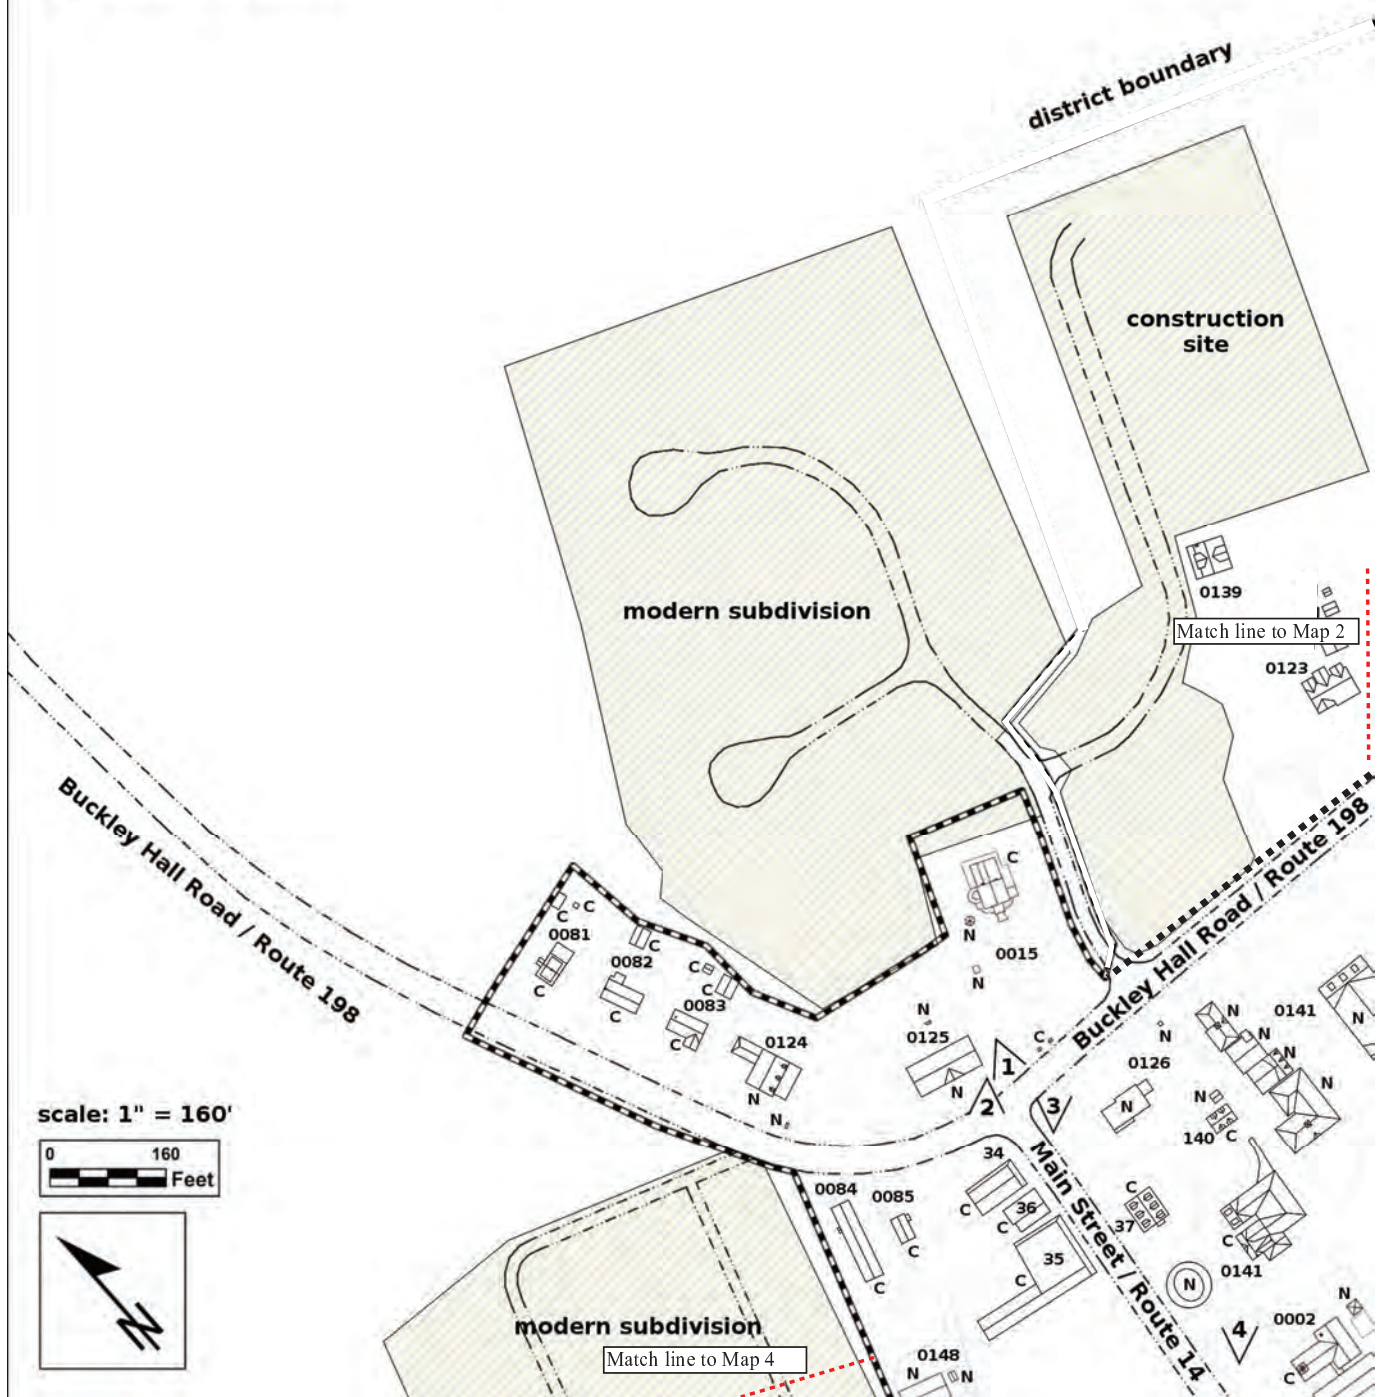 district boundary
construction
site
modern subdivision
0139
Match line to Map 2
0123
Buckley Hall Road / Route 198
Buckley Hall Road / Route 198
C
C
0081
C
C
0082
C
C
C
0083
C
0124
N
N
C
N
0015
N
N
0125
N
C
1
2
3
N
0126
N
N
0141
N
N
N
N
N
140
C
scale: 1" = 160'
0
160
Feet
N
Main Street / Route 14
34
C
36
C
35
C
0084
C
0085
C
C
37
C
0141
N
4
0002
N
C
modern subdivision
Match line to Map 4
0148
N
N